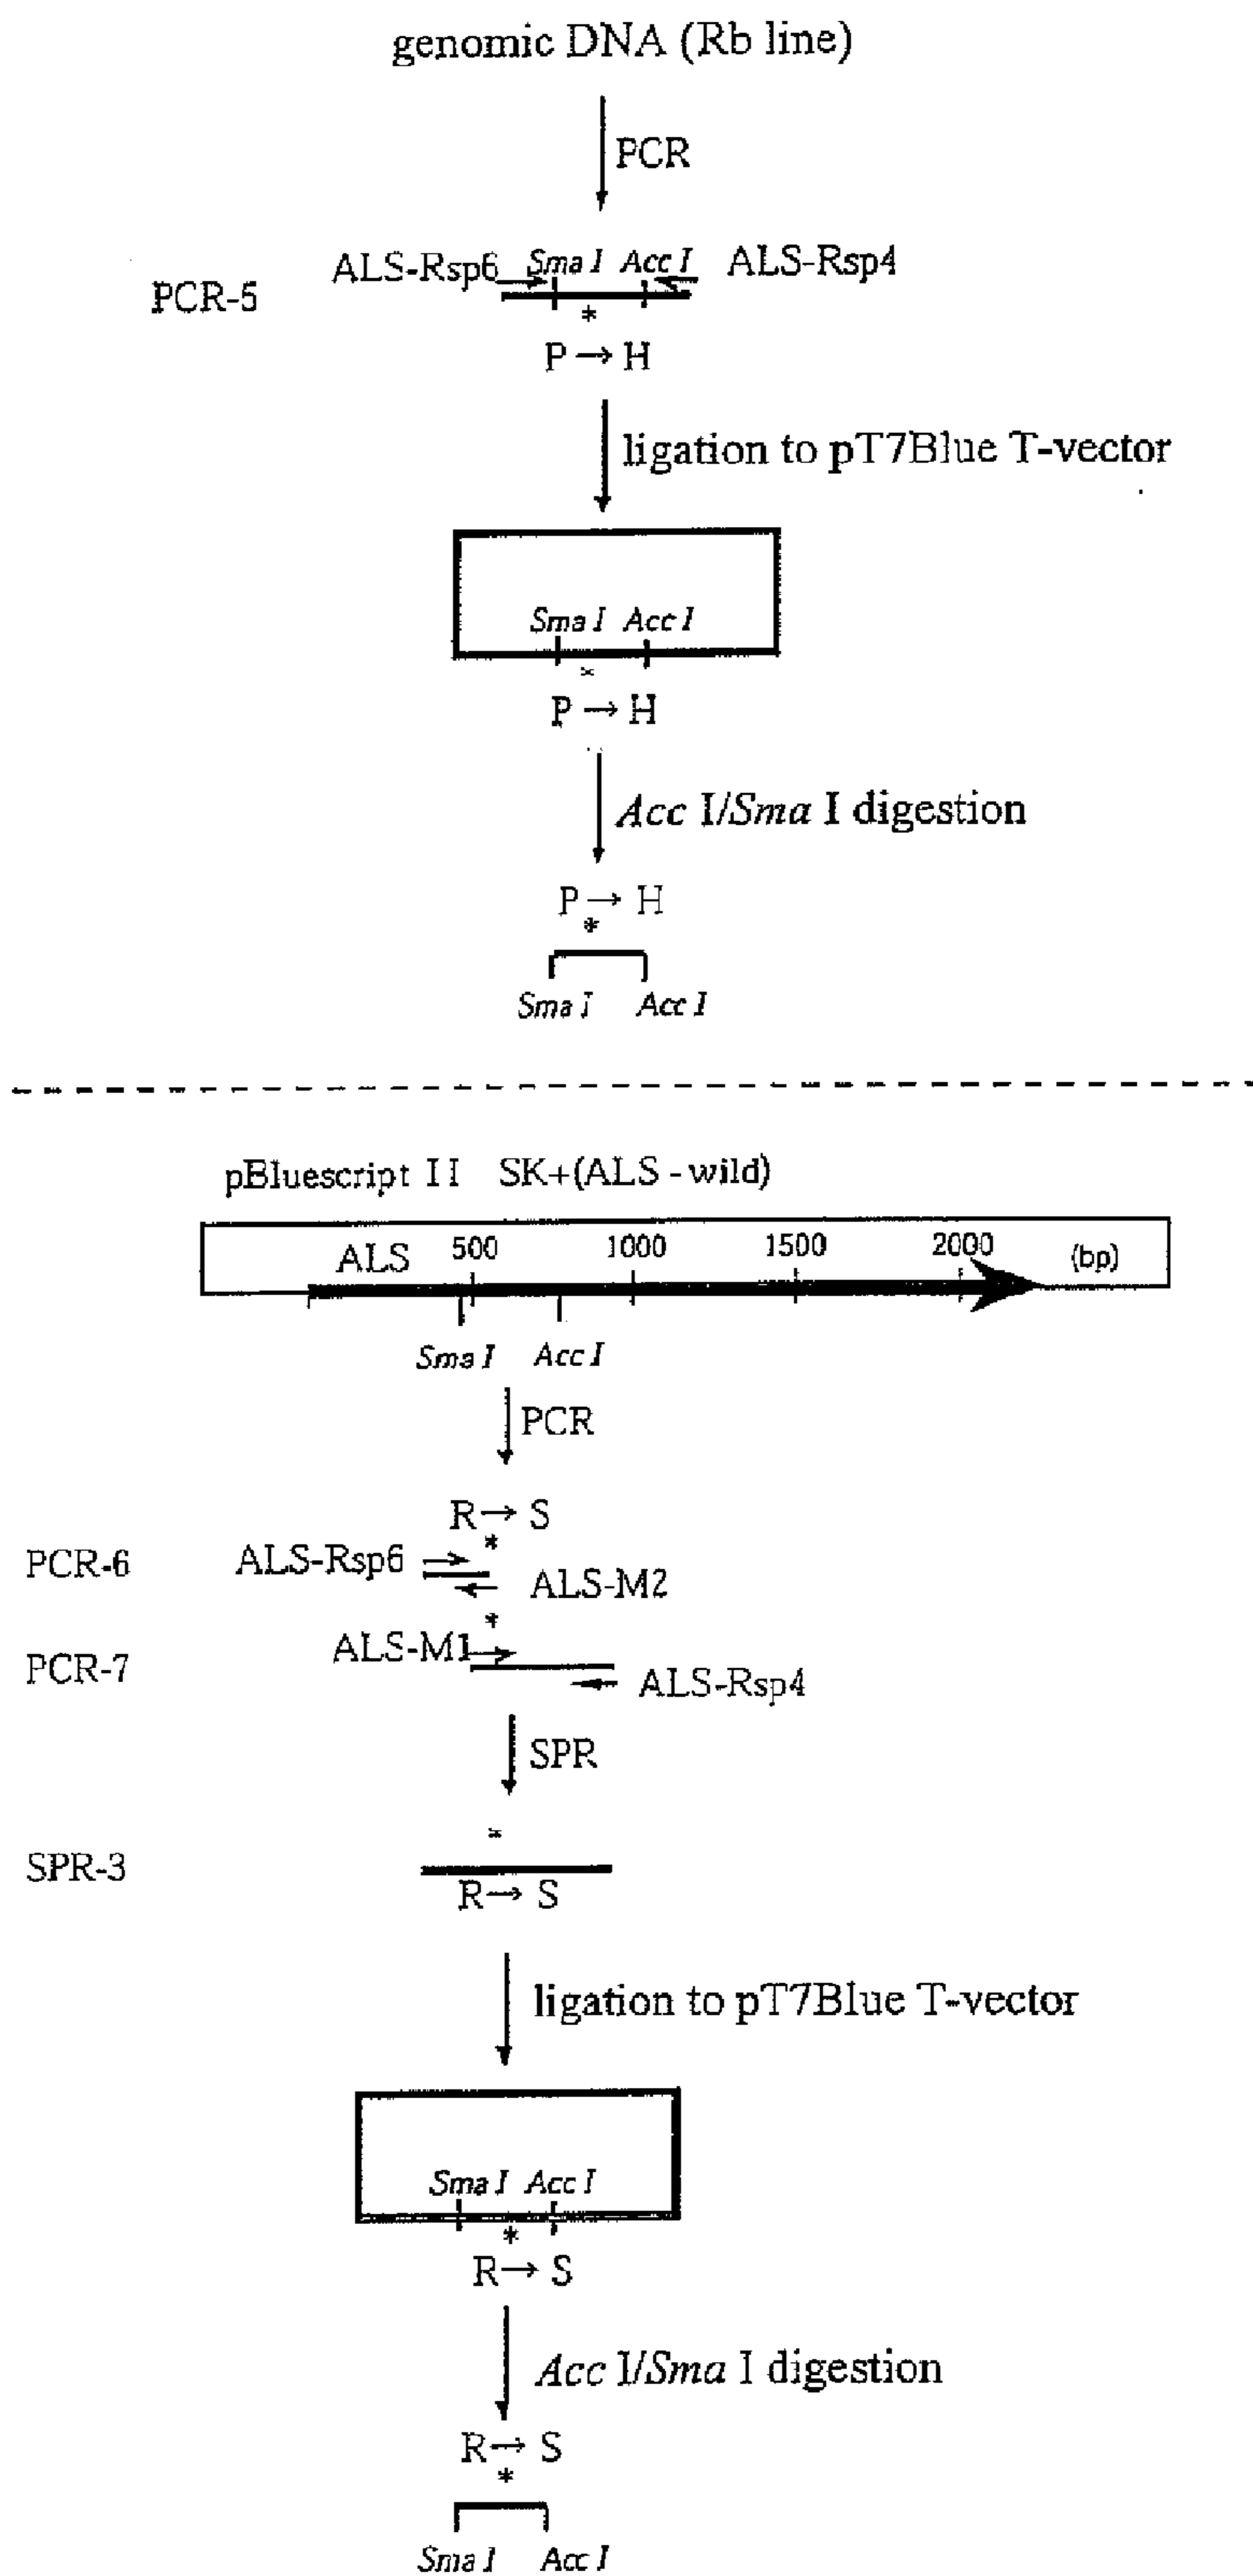 genomic DNA (Rb line)
PCR
ALS-Rsp6 Sma I Acc I ALS-Rsp4
PCR-5
*
P → H
ligation to pT7Blue T-vector
Sma I Acc I
*
P → H
Acc I/Sma I digestion
P → H
*
Sma I Acc I
pBluescript II SK+(ALS-wild)
ALS 500 1000 1500 2000 (bp)
Sma I Acc I
PCR
R → S
*
PCR-6 ALS-Rsp6
ALS-M2
*
ALS-M1
PCR-7
ALS-Rsp4
SPR
*
SPR-3
R → S
ligation to pT7Blue T-vector
Sma I Acc I
*
R → S
Acc I/Sma I digestion
R → S
*
Sma I Acc I